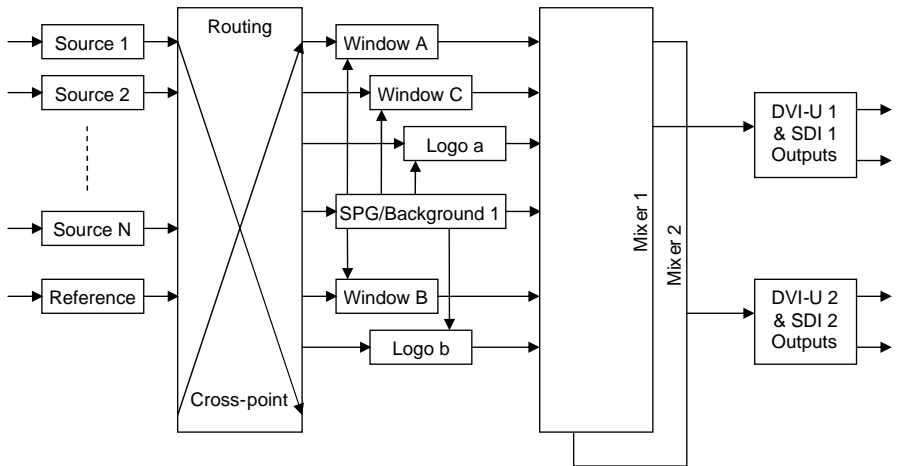 Source 1
Source 2
Source N
Reference
Routing
Cross-point
Window A
Window C
Logo a
SPG/Background 1
Window B
Logo b
Mixer 1
Mixer 2
DVI-U 1
& SDI 1
Outputs
DVI-U 2
& SDI 2
Outputs